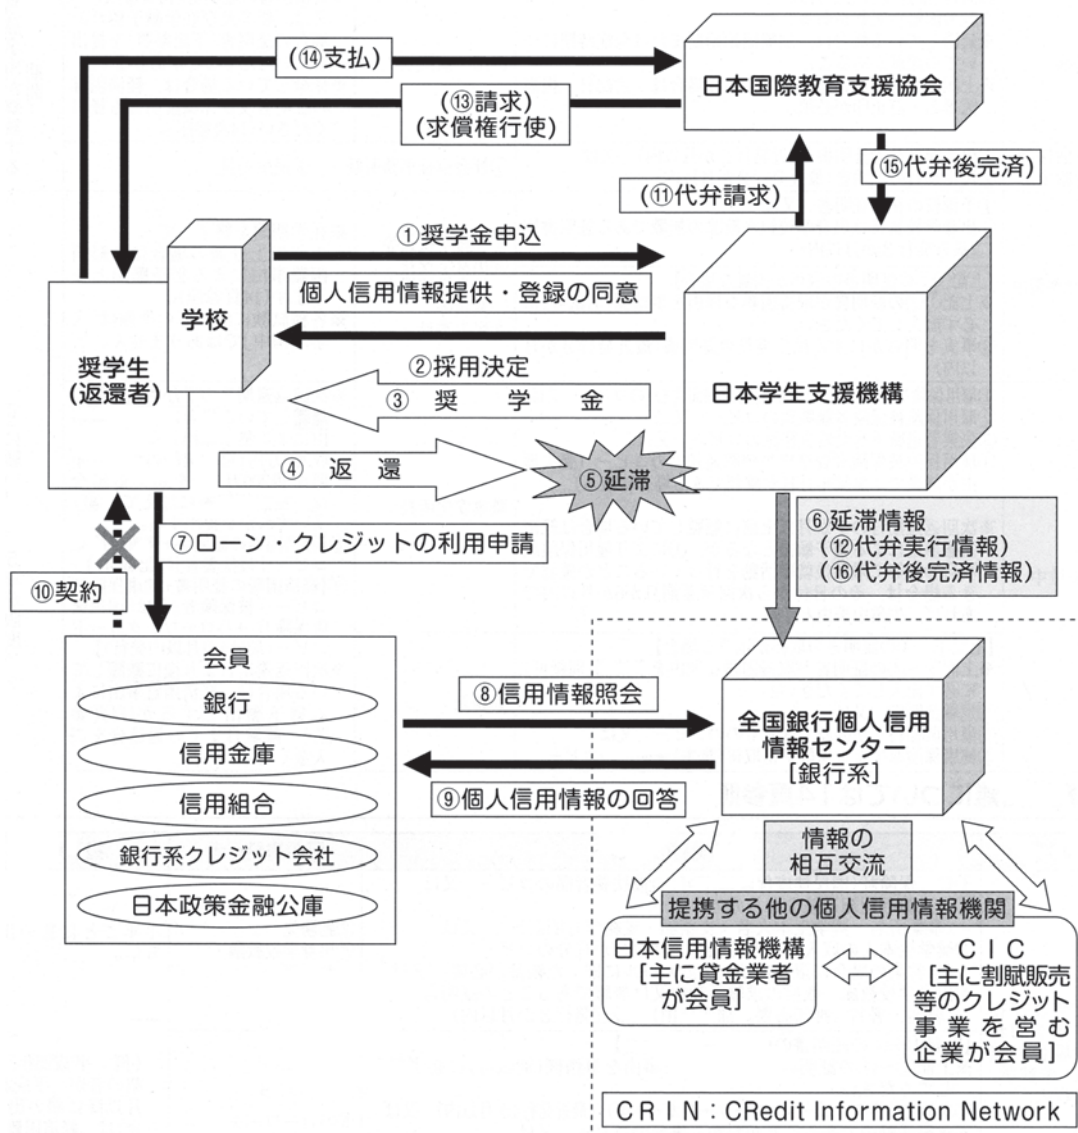 (⑭支払)
日本国際教育支援協会
(⑬請求)
(求償権行使)
(⑪代弁請求)
(⑮代弁後完済)
①奨学金申込
個人信用情報提供・登録の同意
学校
奨学生
(返還者)
②採用決定
③ 奨 学 金
日本学生支援機構
④ 返 還
⑤延滞
⑥延滞情報
(⑫代弁実行情報)
(⑯代弁後完済情報)
⑦ローン・クレジットの利用申請
⑩契約
会員
銀行
信用金庫
信用組合
銀行系クレジット会社
日本政策金融公庫
⑧信用情報照会
⑨個人信用情報の回答
全国銀行個人信用
情報センター
[銀行系]
情報の
相互交流
提携する他の個人信用情報機関
日本信用情報機構
[主に貸金業者
が会員]
CIC
[主に割賦販売
等のクレジット
事業を営む
企業が会員]
CRIN:CRedit Information Network